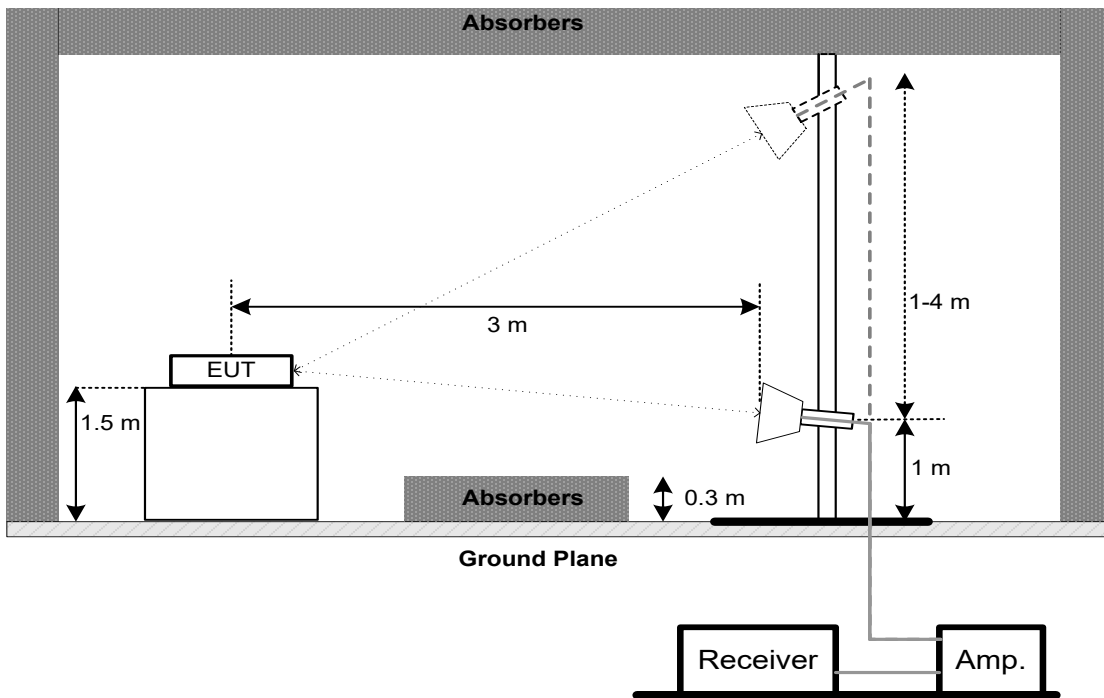 Absorbers
1-4 m
3 m
EUT
1.5 m
1 m
Absorbers
0.3 m
Ground Plane
Receiver
Amp.